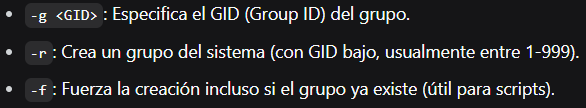 • -g <GID>: Especifica el GID (Group ID) del grupo.
• -r: Crea un grupo del sistema (con GID bajo, usualmente entre 1-999).
• -f: Fuerza la creación incluso si el grupo ya existe (útil para scripts).